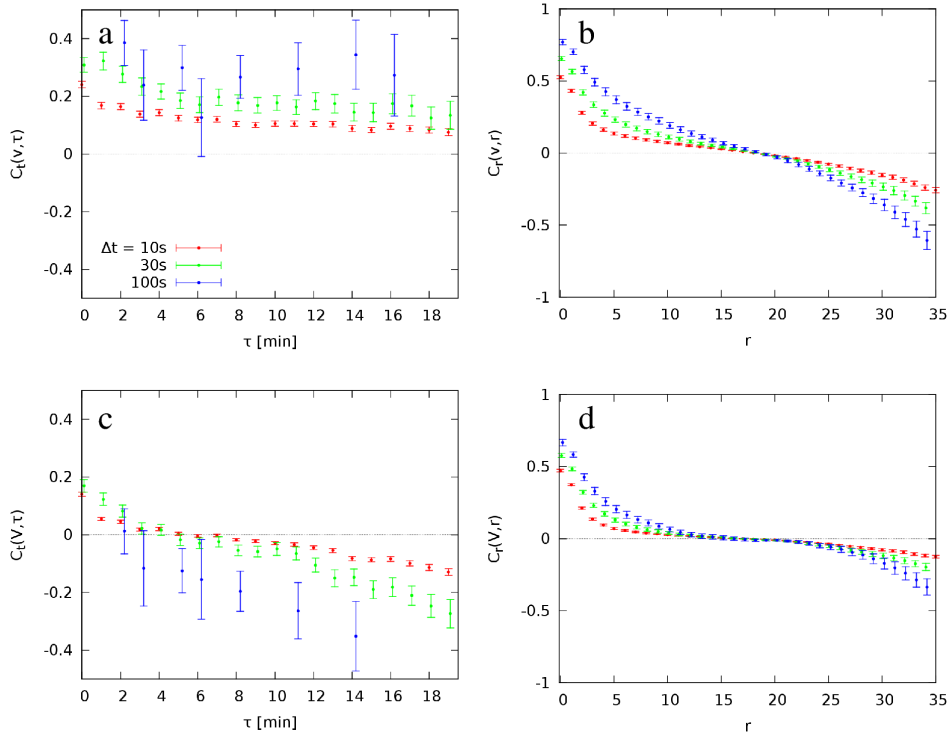 a
0.4
0.2
0
-0.2
-0.4
C_t(v,τ)
Δt = 10s
30s
100s
0 2 4 6 8 10 12 14 16 18
τ [min]
b
1
0.5
0
-0.5
-1
C_r(v,r)
0 5 10 15 20 25 30 35
r
c
0.4
0.2
0
-0.2
-0.4
C_t(V,τ)
0 2 4 6 8 10 12 14 16 18
τ [min]
d
1
0.5
0
-0.5
-1
C_r(V,r)
0 5 10 15 20 25 30 35
r